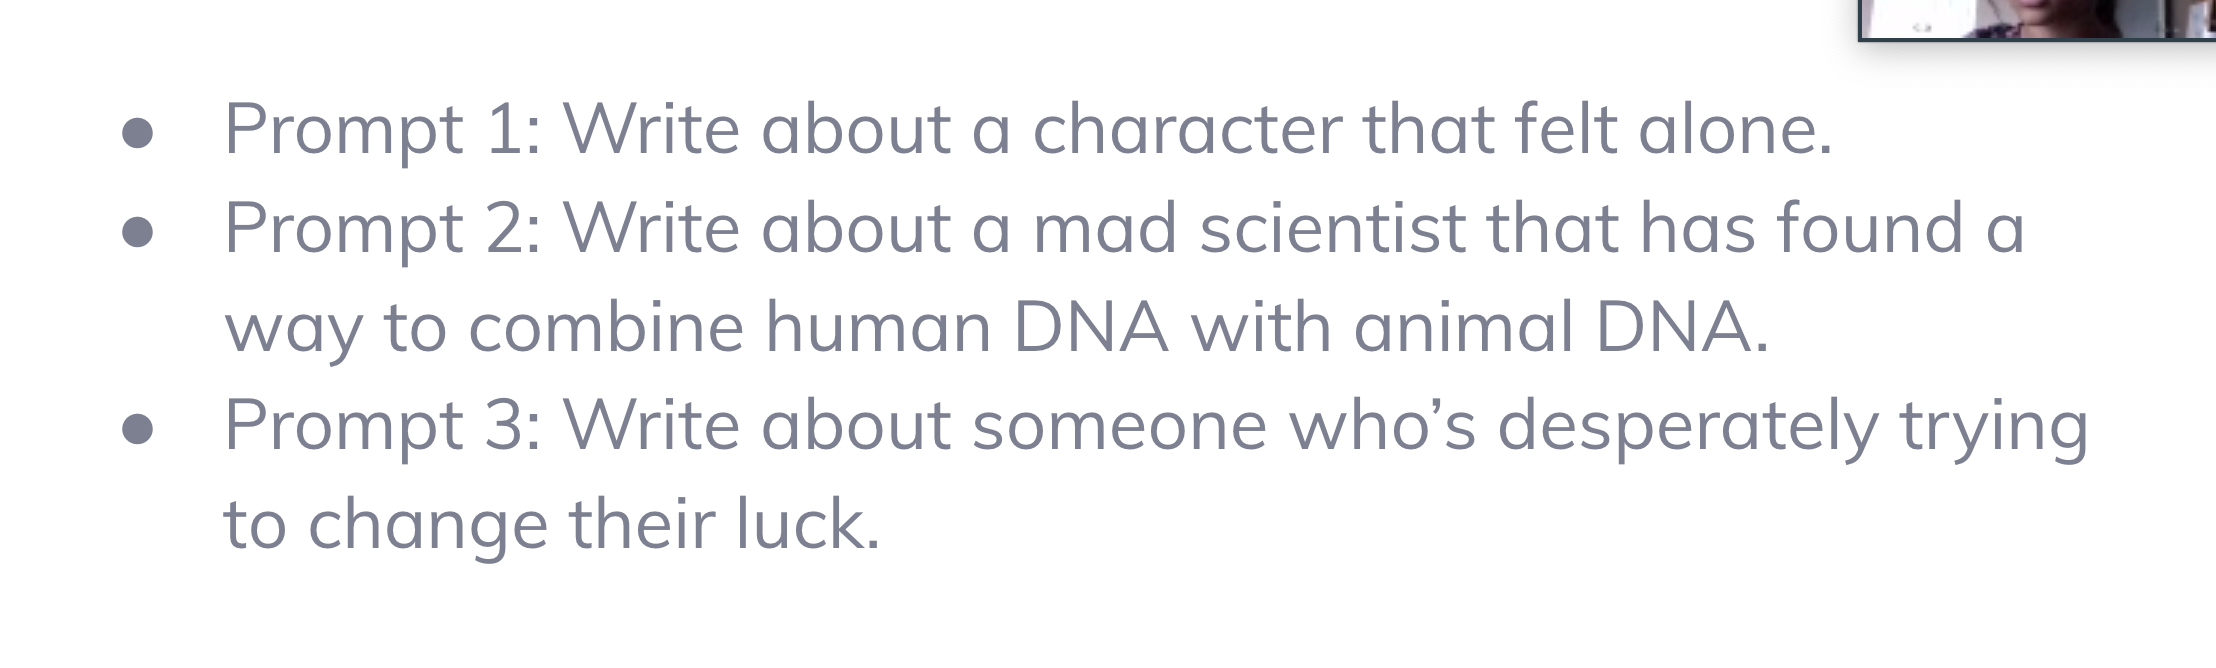 ● Prompt 1: Write about a character that felt alone.
● Prompt 2: Write about a mad scientist that has found a
way to combine human DNA with animal DNA.
● Prompt 3: Write about someone who’s desperately trying
to change their luck.